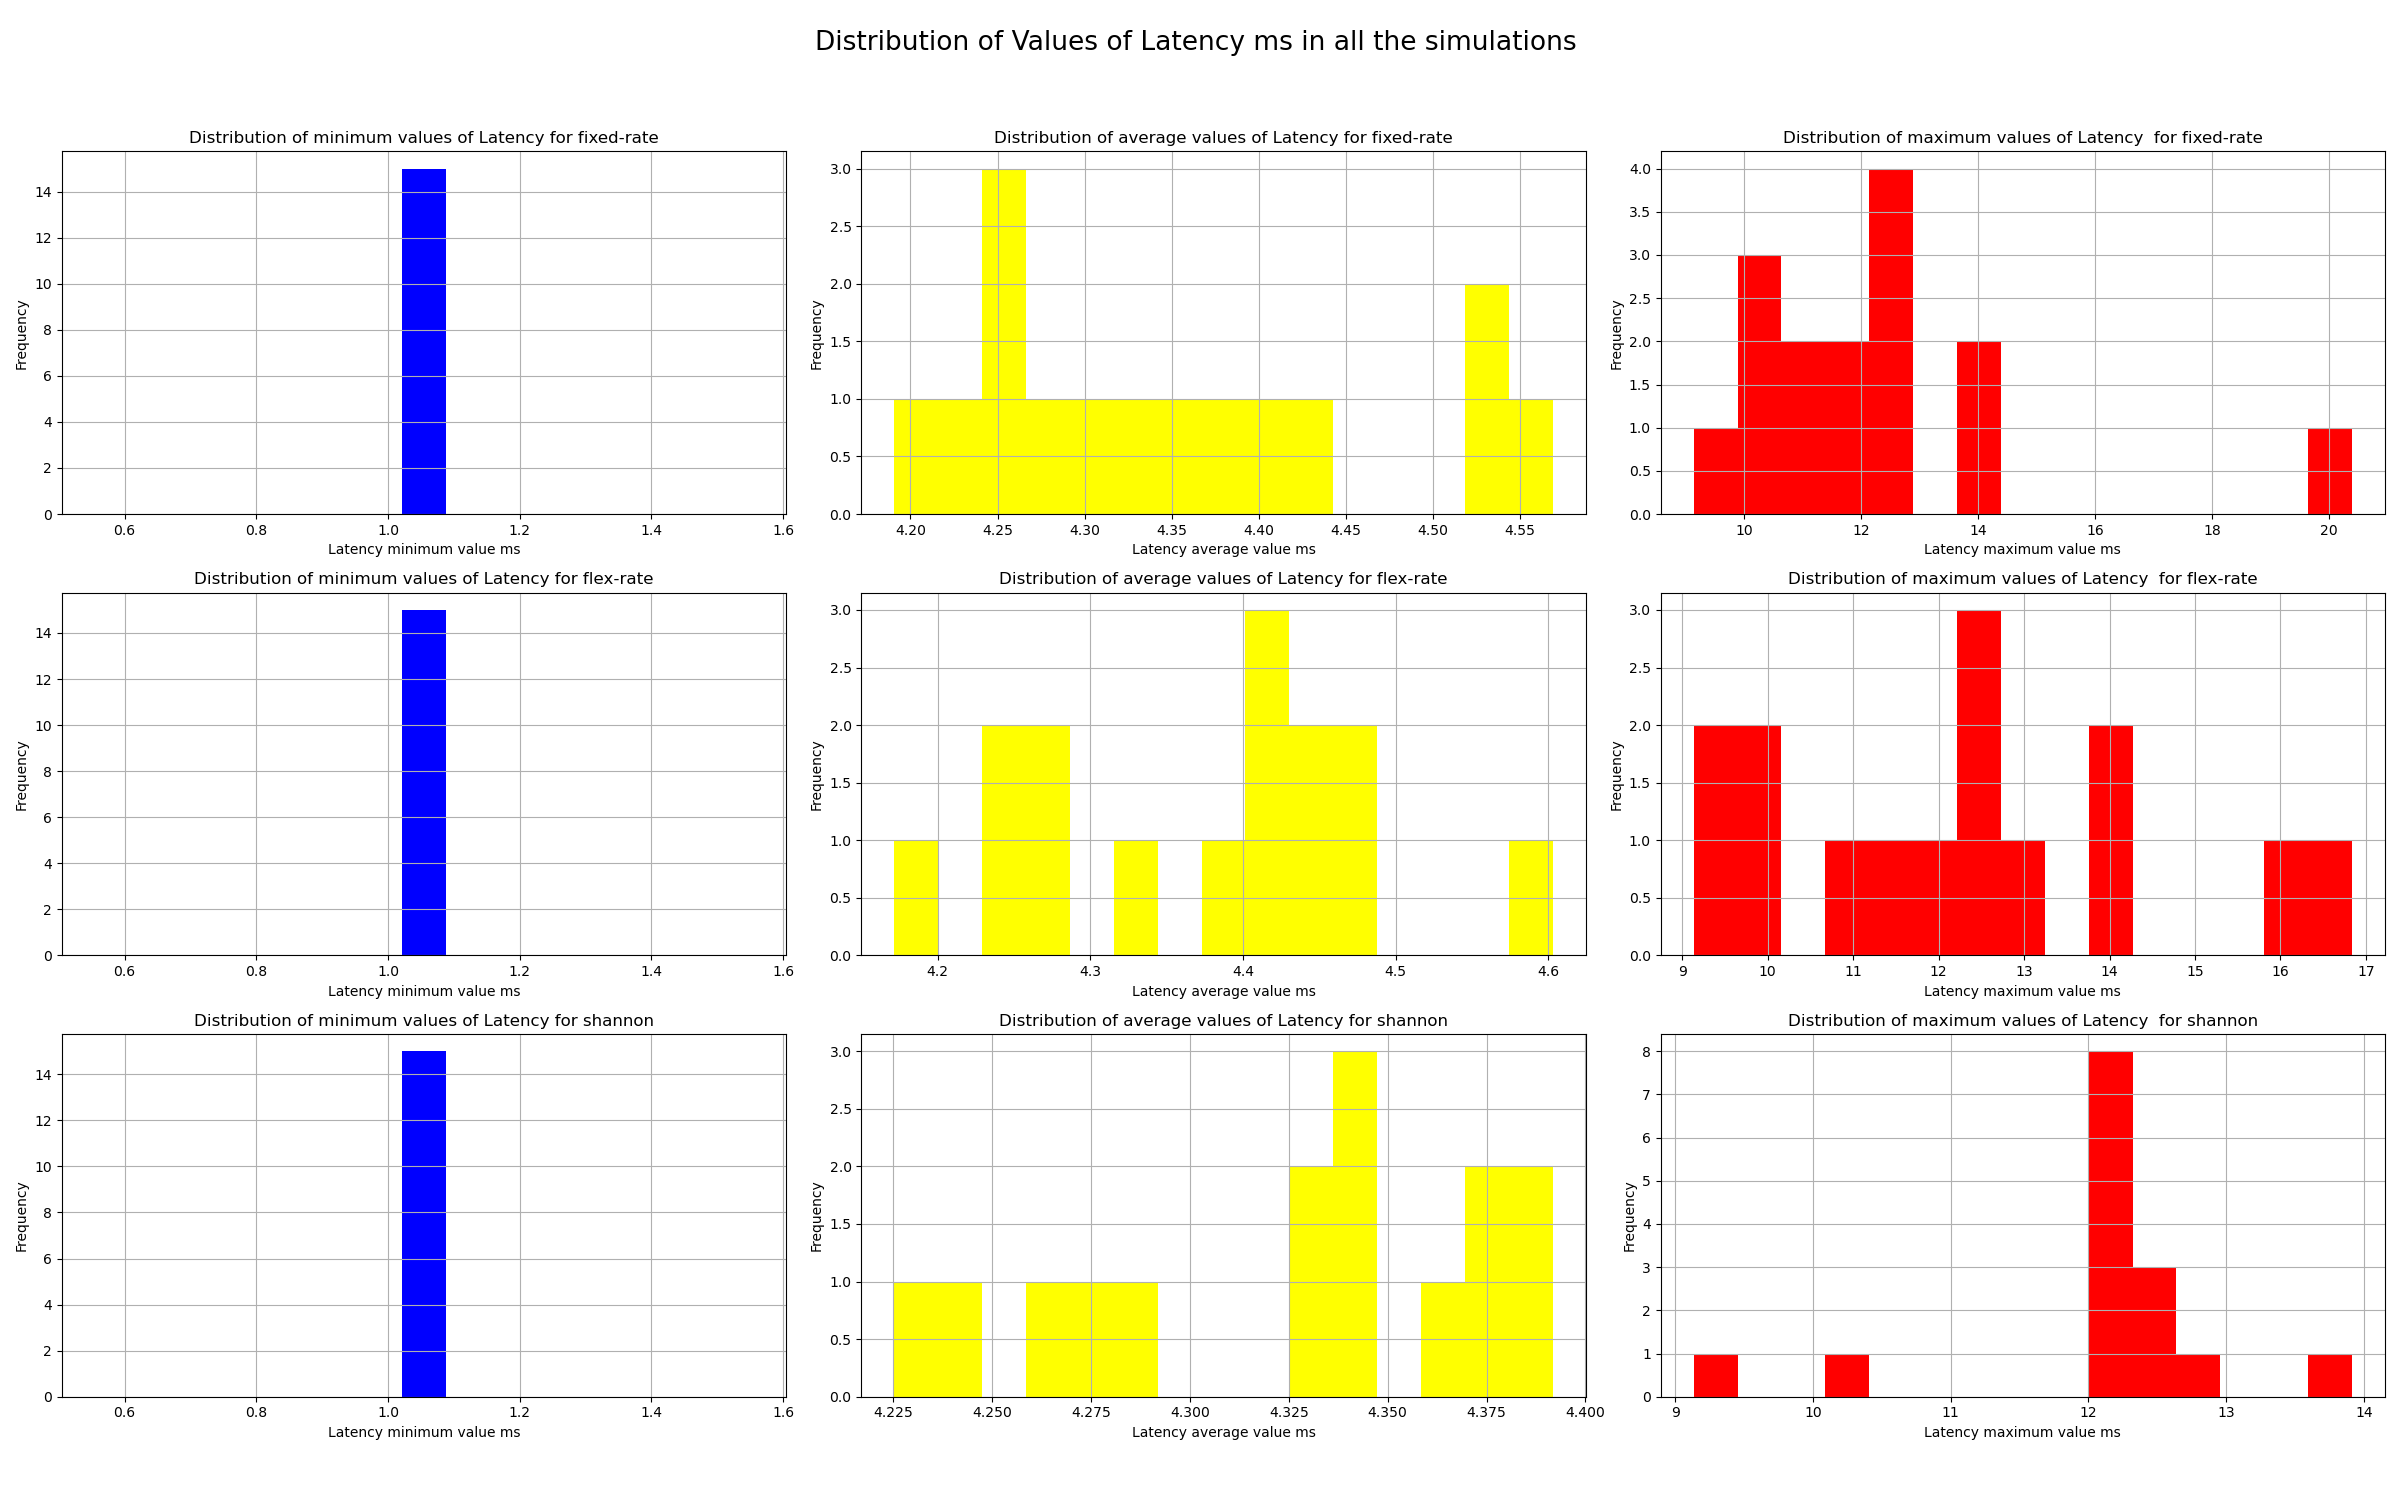 Distribution of Values of Latency ms in all the simulations
Distribution of minimum values of Latency for fixed-rate
Frequency
14
12
10
8
6
4
2
0
0.6 0.8 1.0 1.2 1.4 1.6
Latency minimum value ms
Distribution of average values of Latency for fixed-rate
Frequency
3.0
2.5
2.0
1.5
1.0
0.5
0.0
4.20 4.25 4.30 4.35 4.40 4.45 4.50 4.55
Latency average value ms
Distribution of maximum values of Latency  for fixed-rate
Frequency
4.0
3.5
3.0
2.5
2.0
1.5
1.0
0.5
0.0
10 12 14 16 18 20
Latency maximum value ms
Distribution of minimum values of Latency for flex-rate
Frequency
14
12
10
8
6
4
2
0
0.6 0.8 1.0 1.2 1.4 1.6
Latency minimum value ms
Distribution of average values of Latency for flex-rate
Frequency
3.0
2.5
2.0
1.5
1.0
0.5
0.0
4.2 4.3 4.4 4.5 4.6
Latency average value ms
Distribution of maximum values of Latency  for flex-rate
Frequency
3.0
2.5
2.0
1.5
1.0
0.5
0.0
9 10 11 12 13 14 15 16 17
Latency maximum value ms
Distribution of minimum values of Latency for shannon
Frequency
14
12
10
8
6
4
2
0
0.6 0.8 1.0 1.2 1.4 1.6
Latency minimum value ms
Distribution of average values of Latency for shannon
Frequency
3.0
2.5
2.0
1.5
1.0
0.5
0.0
4.225 4.250 4.275 4.300 4.325 4.350 4.375 4.400
Latency average value ms
Distribution of maximum values of Latency  for shannon
Frequency
8
7
6
5
4
3
2
1
0
9 10 11 12 13 14
Latency maximum value ms